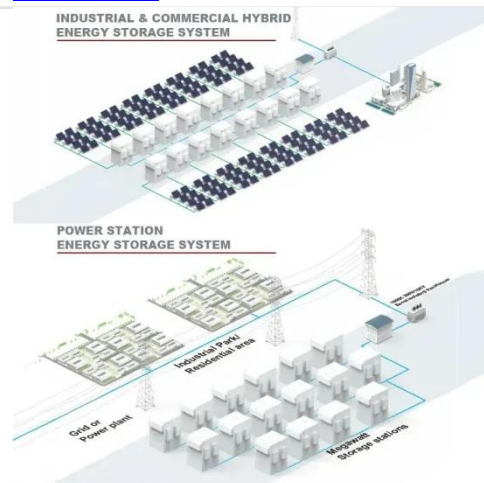 INDUSTRIAL & COMMERCIAL HYBRID
ENERGY STORAGE SYSTEM
POWER STATION
ENERGY STORAGE SYSTEM
Industrial Park/
Residential area
Grid or
Power plant
Megawatt
Storage stations